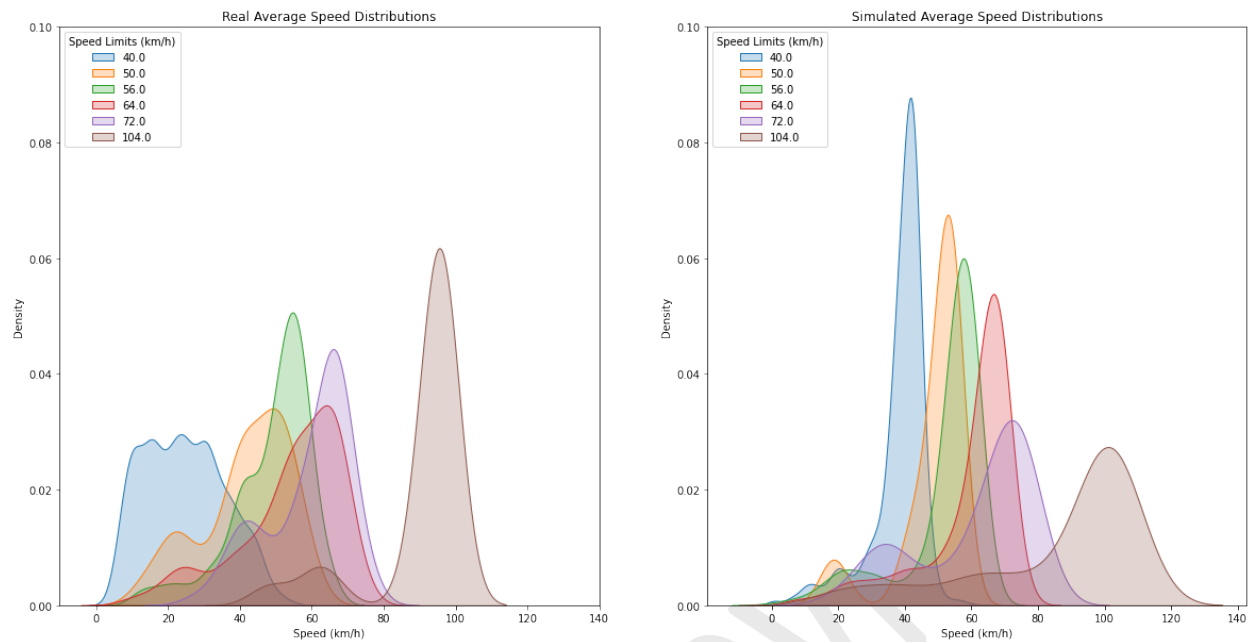 Real Average Speed Distributions
0.10
0.08
0.06
0.04
0.02
0.00
Density
Speed Limits (km/h)
40.0
50.0
56.0
64.0
72.0
104.0
0 20 40 60 80 100 120 140
Speed (km/h)
Simulated Average Speed Distributions
0.10
0.08
0.06
0.04
0.02
0.00
Density
Speed Limits (km/h)
40.0
50.0
56.0
64.0
72.0
104.0
0 20 40 60 80 100 120 140
Speed (km/h)